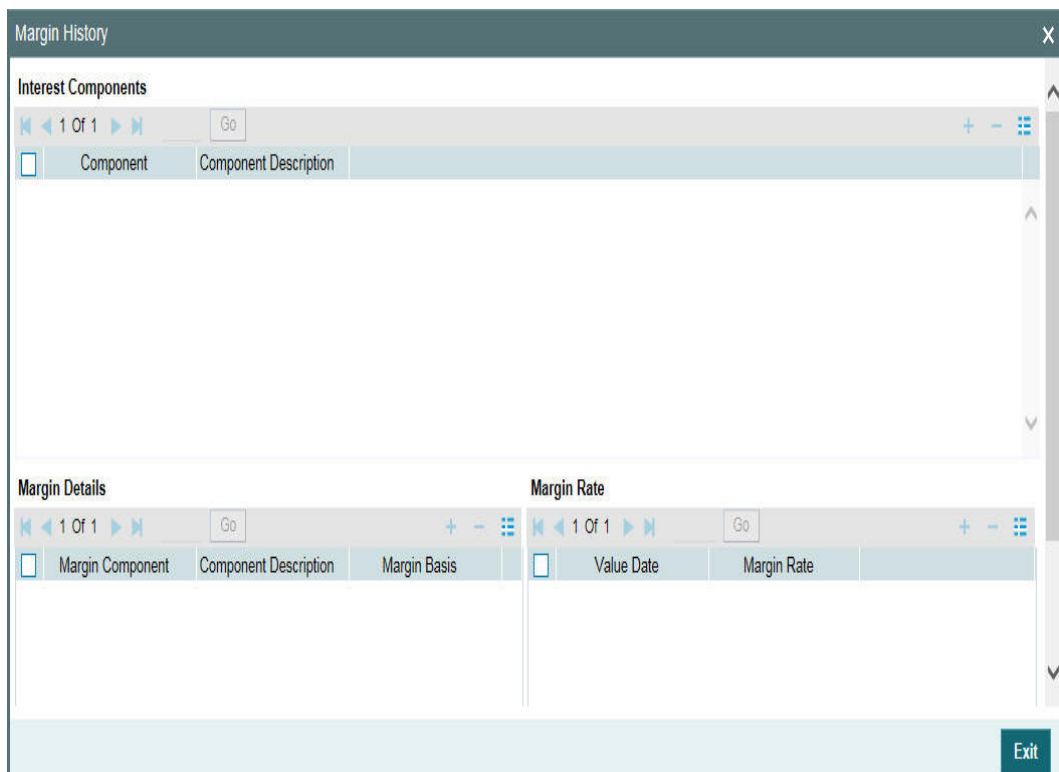 Margin History X
Interest Components
1 Of 1 Go
Component Component Description
Margin Details Margin Rate
1 Of 1 Go 1 Of 1 Go
Margin Component Component Description Margin Basis Value Date Margin Rate
Exit